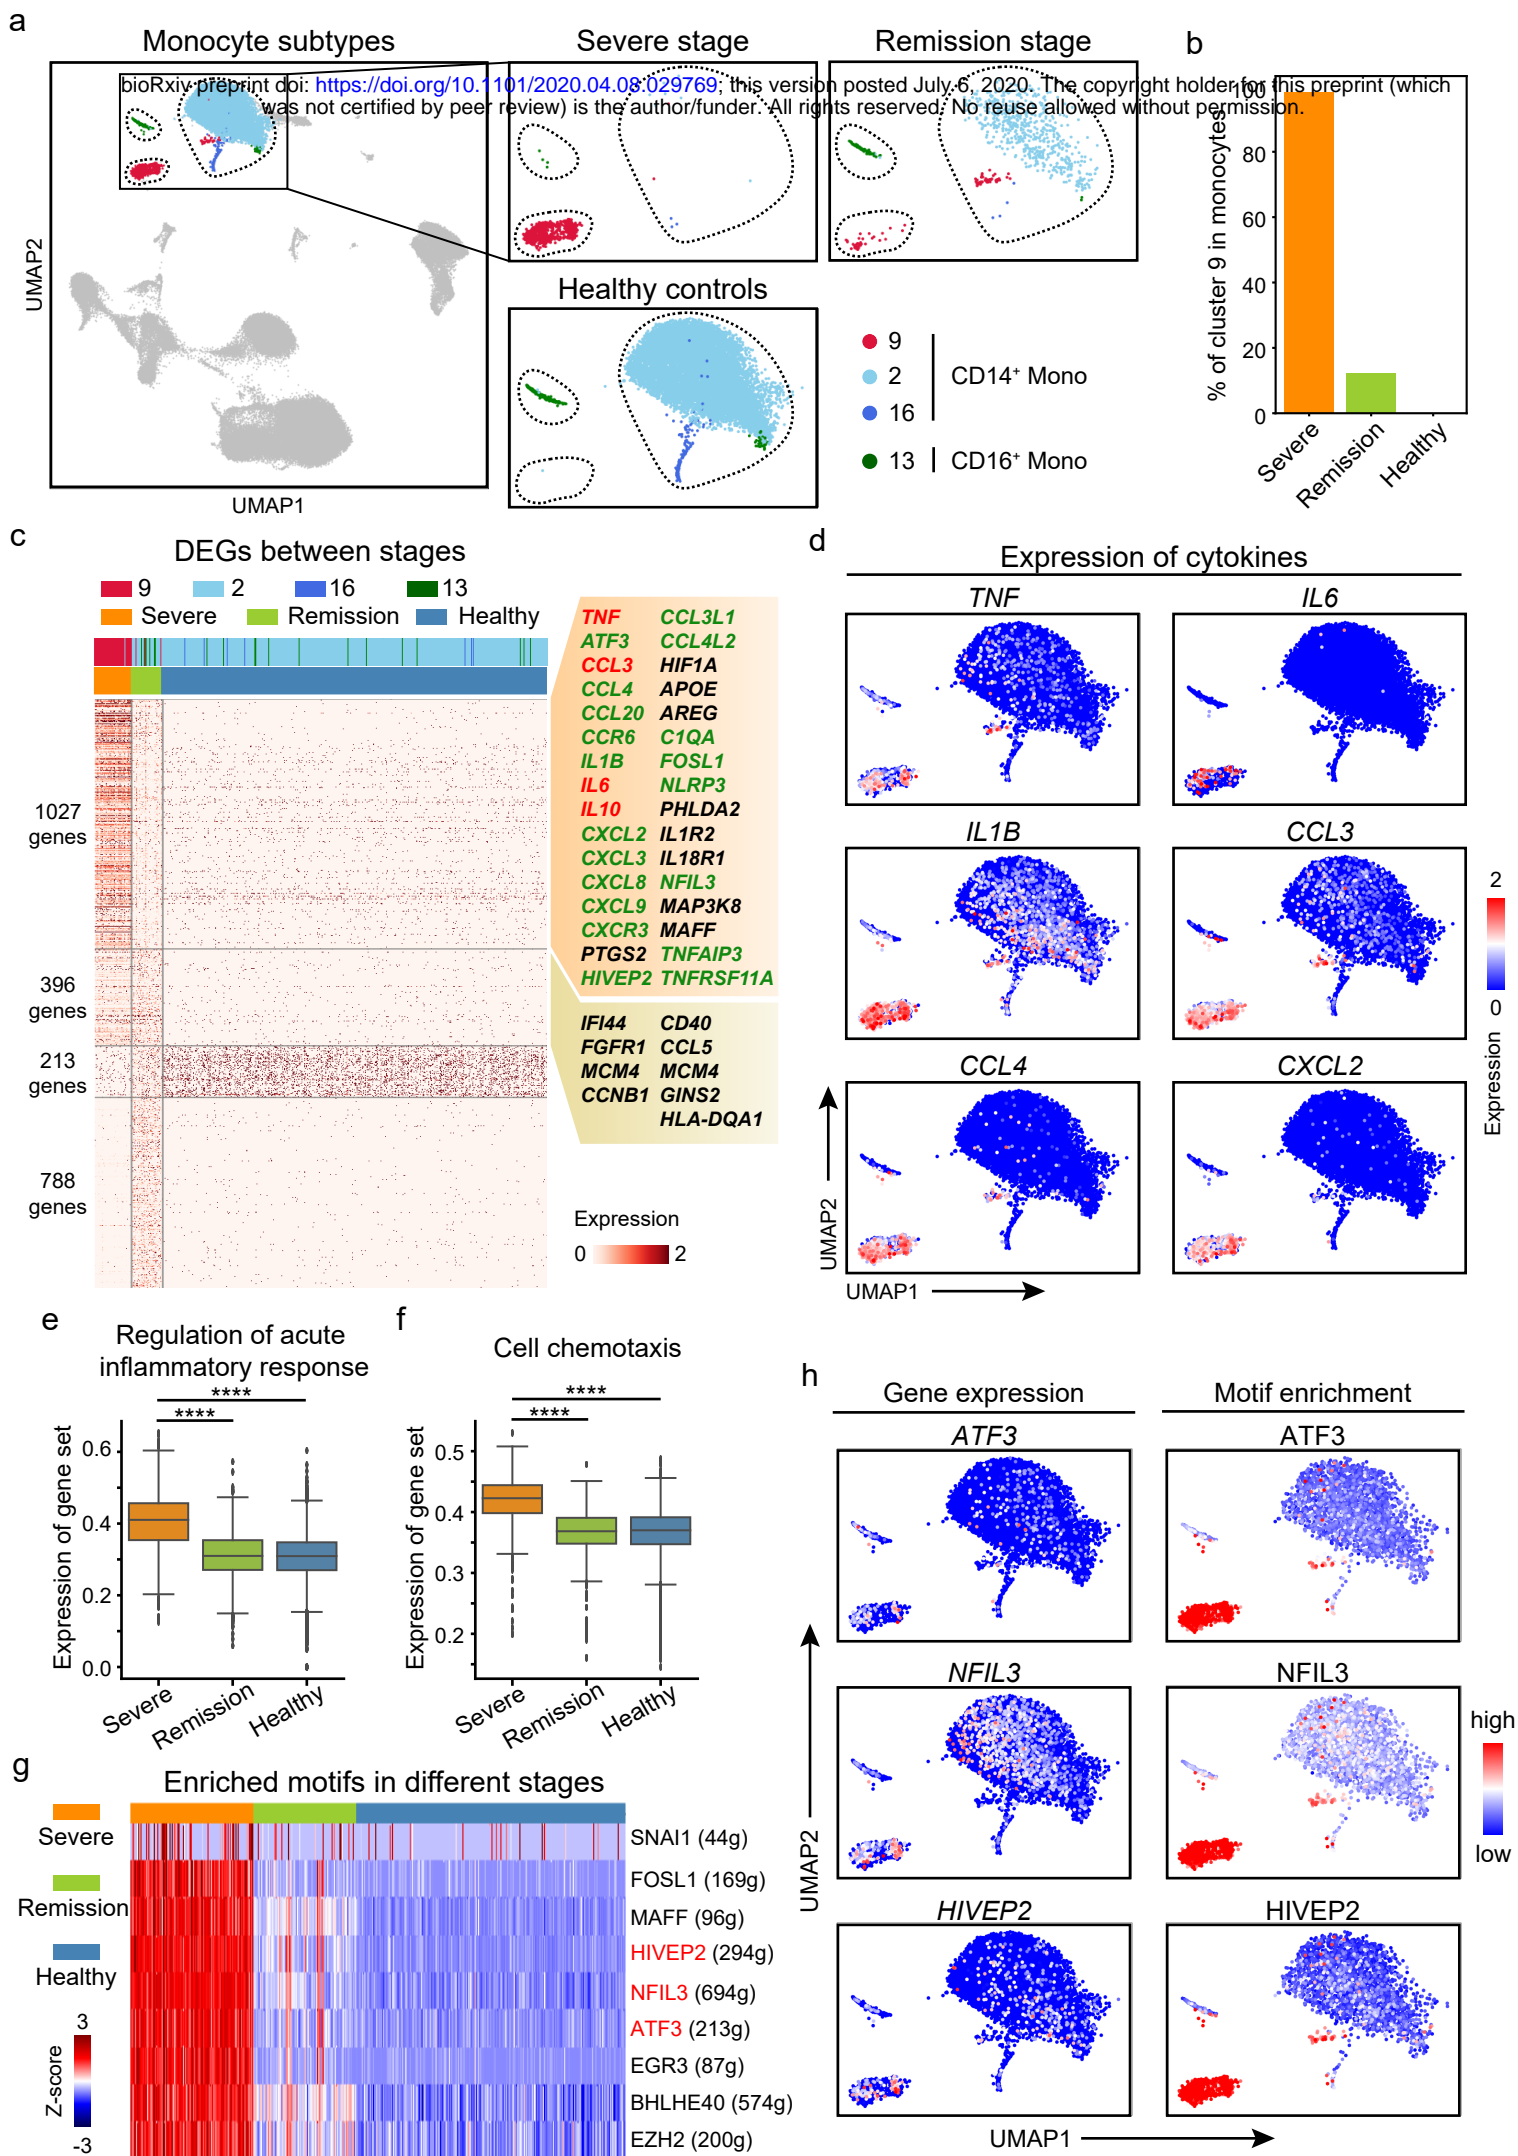 a
Monocyte subtypes
Severe stage
Remission stage
b
bioRxiv preprint doi: https://doi.org/10.1101/2020.04.08.029769; this version posted July 6, 2020. The copyright holder for this preprint (which
was not certified by peer review) is the author/funder. All rights reserved. No reuse allowed without permission.
UMAP2
UMAP1
Healthy controls
9
2
16
13
CD14+ Mono
CD16+ Mono
% of cluster 9 in monocytes
100
80
60
40
20
0
Severe
Remission
Healthy
c
DEGs between stages
9 2 16 13
Severe Remission Healthy
1027
genes
396
genes
213
genes
788
genes
TNF CCL3L1
ATF3 CCL4L2
CCL3 HIF1A
CCL4 APOE
CCL20 AREG
CCR6 C1QA
IL1B FOSL1
IL6 NLRP3
IL10 PHLDA2
CXCL2 IL1R2
CXCL3 IL18R1
CXCL8 NFIL3
CXCL9 MAP3K8
CXCR3 MAFF
PTGS2 TNFAIP3
HIVEP2 TNFRSF11A
IFI44 CD40
FGFR1 CCL5
MCM4 MCM4
CCNB1 GINS2
HLA-DQA1
Expression
0 2
d
Expression of cytokines
TNF
IL6
IL1B
CCL3
CCL4
CXCL2
2
0
Expression
UMAP2
UMAP1
e
Regulation of acute
inflammatory response
****
****
Expression of gene set
0.6
0.4
0.2
0.0
Severe
Remission
Healthy
f
Cell chemotaxis
****
****
Expression of gene set
0.5
0.4
0.3
0.2
Severe
Remission
Healthy
g
Enriched motifs in different stages
Severe
Remission
Healthy
3
Z-score
-3
SNAI1 (44g)
FOSL1 (169g)
MAFF (96g)
HIVEP2 (294g)
NFIL3 (694g)
ATF3 (213g)
EGR3 (87g)
BHLHE40 (574g)
EZH2 (200g)
h
Gene expression
Motif enrichment
ATF3
ATF3
NFIL3
NFIL3
HIVEP2
HIVEP2
high
low
UMAP2
UMAP1